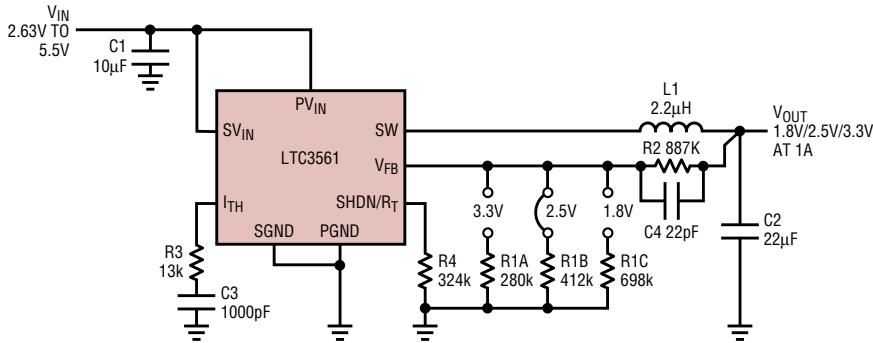 VIN
2.63V TO
5.5V
C1
10µF
PVIN
SVIN
SW
LTC3561
VFB
ITH
SHDN/RT
SGND
PGND
L1
2.2µH
VOUT
1.8V/2.5V/3.3V
AT 1A
R2 887K
C4 22pF
3.3V
2.5V
1.8V
C2
22µF
R3
13k
C3
1000pF
R4
324k
R1A
280k
R1B
412k
R1C
698k